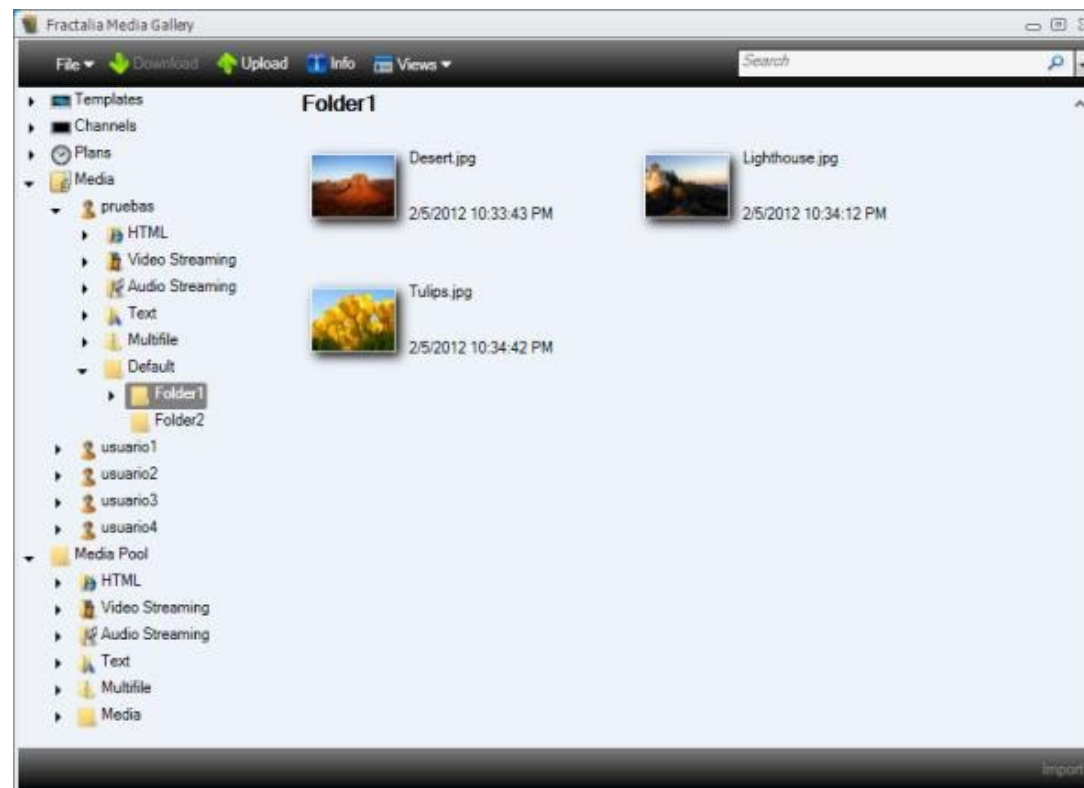 Fractalia Media Gallery
File Download Upload Info Views Search
Templates
Channels
Plans
Media
pruebas
HTML
Video Streaming
Audio Streaming
Text
Multifile
Default
Folder1
Folder2
usuario1
usuario2
usuario3
usuario4
Media Pool
HTML
Video Streaming
Audio Streaming
Text
Multifile
Media
Folder1
Desert.jpg
2/5/2012 10:33:43 PM
Lighthouse.jpg
2/5/2012 10:34:12 PM
Tulips.jpg
2/5/2012 10:34:42 PM
Import